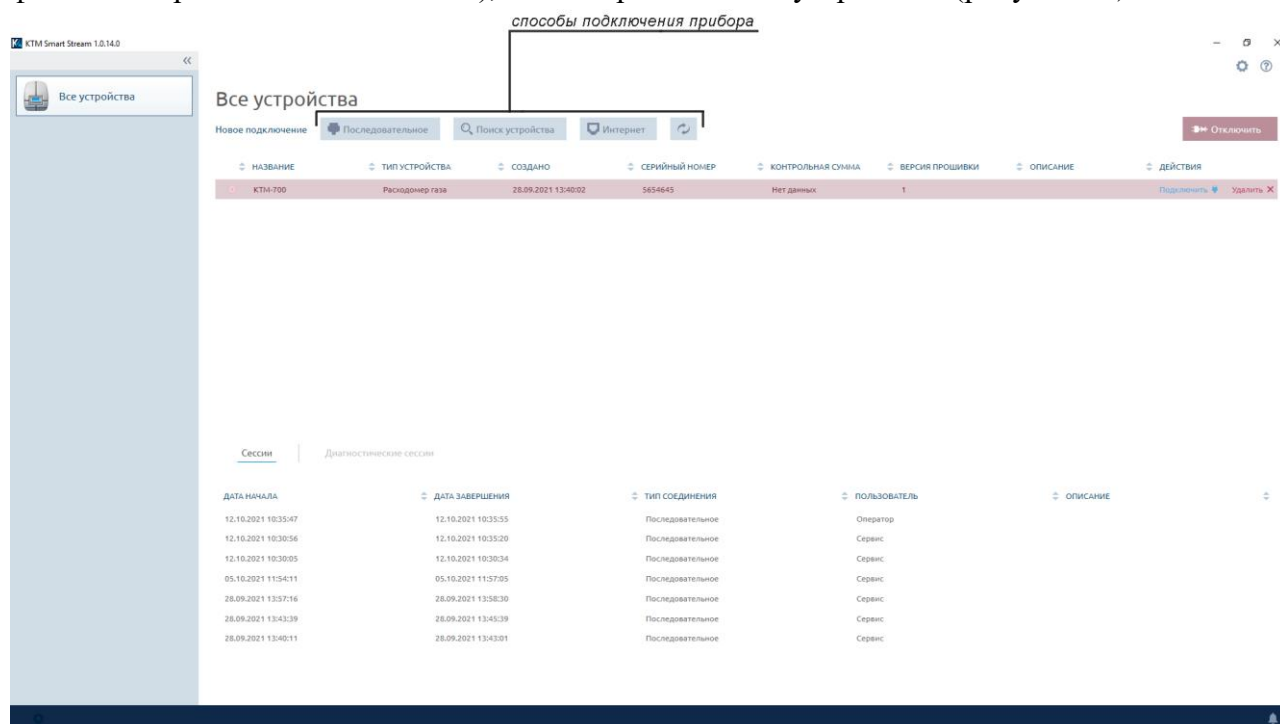 способы подключения прибора
KTM Smart Stream 1.0.14.0
Все устройства
Все устройства
Новое подключение Последовательное Поиск устройства Интернет Отключить
НАЗВАНИЕ ТИП УСТРОЙСТВА СОЗДАНО СЕРИЙНЫЙ НОМЕР КОНТРОЛЬНАЯ СУММА ВЕРСИЯ ПРОШИВКИ ОПИСАНИЕ ДЕЙСТВИЯ
КТМ-700 Расходомер газа 28.09.2021 13:40:02 5654645 Нет данных 1 Подключить Удалить
Сессии Диагностические сессии
ДАТА НАЧАЛА ДАТА ЗАВЕРШЕНИЯ ТИП СОЕДИНЕНИЯ ПОЛЬЗОВАТЕЛЬ ОПИСАНИЕ
12.10.2021 10:35:47 12.10.2021 10:35:55 Последовательное Оператор
12.10.2021 10:30:56 12.10.2021 10:35:20 Последовательное Сервис
12.10.2021 10:30:05 12.10.2021 10:30:34 Последовательное Сервис
05.10.2021 11:54:11 05.10.2021 11:57:05 Последовательное Сервис
28.09.2021 13:57:16 28.09.2021 13:58:30 Последовательное Сервис
28.09.2021 13:43:39 28.09.2021 13:45:39 Последовательное Сервис
28.09.2021 13:40:11 28.09.2021 13:43:01 Последовательное Сервис